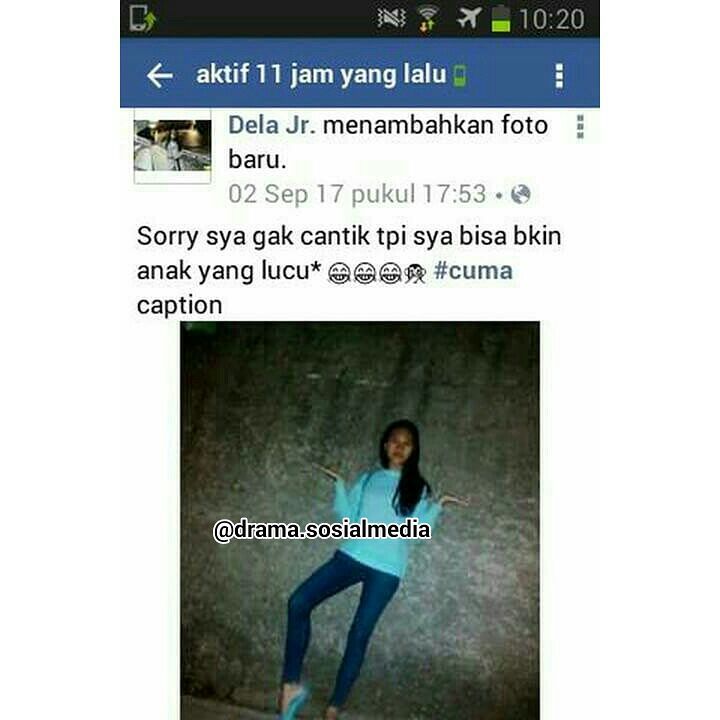 10:20
aktif 11 jam yang lalu
Dela Jr. menambahkan foto
baru.
02 Sep 17 pukul 17:53 •
Sorry sya gak cantik tpi sya bisa bkin
anak yang lucu* 😂😂😂 #cuma
caption
@drama.sosialmedia